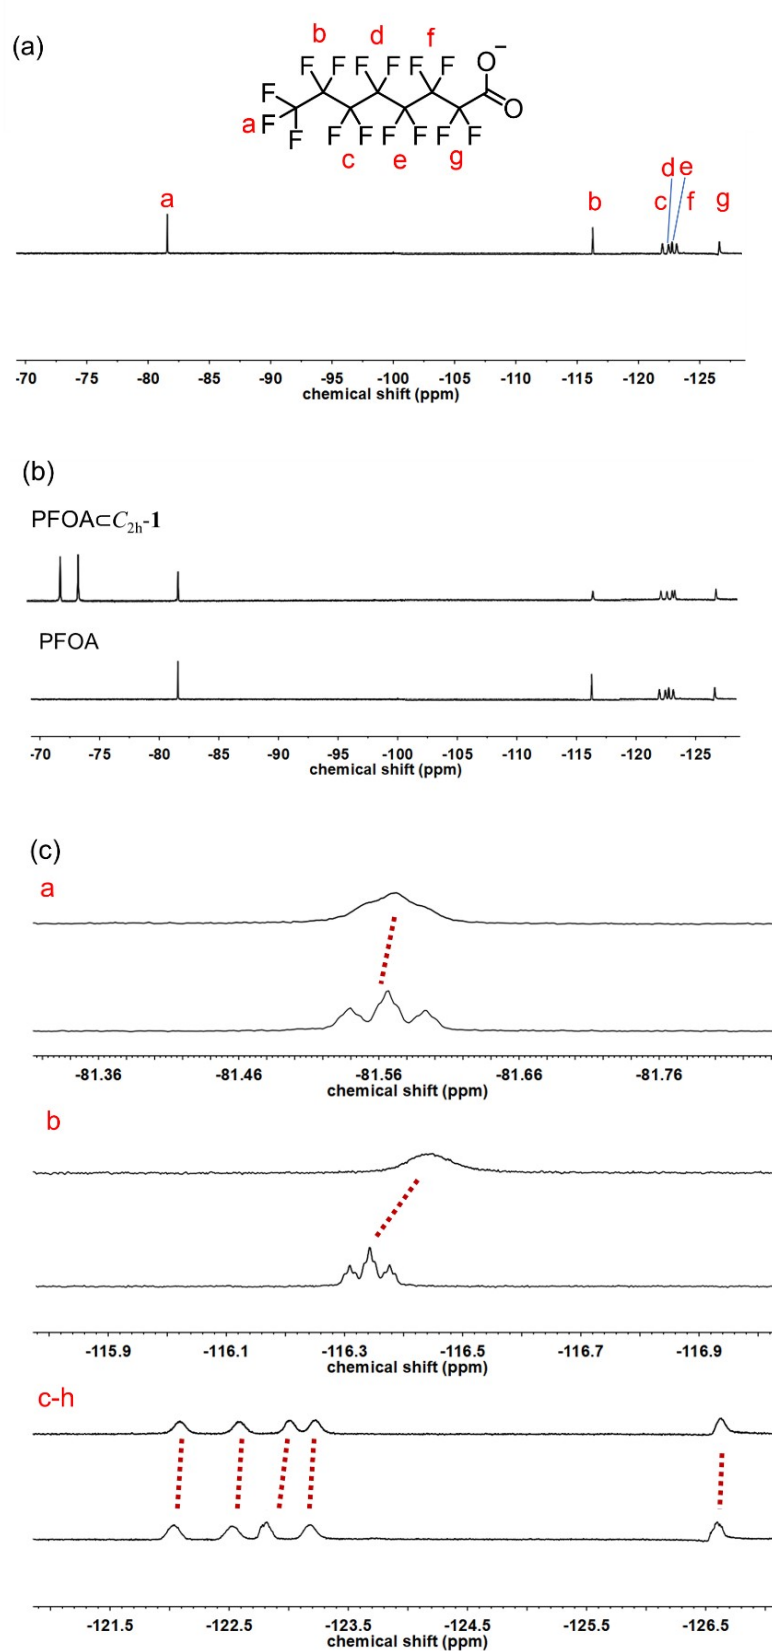 (a)
b d f
F F F F F F O−
F
a F
F F F F F F F O
c e g
d e
a b c f g
-70 -75 -80 -85 -90 -95 -100 -105 -110 -115 -120 -125
chemical shift (ppm)
(b)
PFOA⊂C2h-1
PFOA
-70 -75 -80 -85 -90 -95 -100 -105 -110 -115 -120 -125
chemical shift (ppm)
(c)
a
-81.36 -81.46 -81.56 -81.66 -81.76
chemical shift (ppm)
b
-115.9 -116.1 -116.3 -116.5 -116.7 -116.9
chemical shift (ppm)
c-h
-121.5 -122.5 -123.5 -124.5 -125.5 -126.5
chemical shift (ppm)